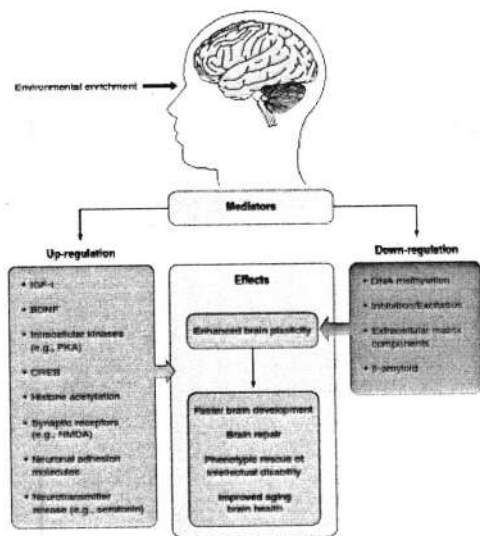 Environmental enrichment
Mediators
Up-regulation
Down-regulation
• IGF-I
• BDNF
• Intracellular kinases
(e.g., PKA)
• CREB
• Histone acetylation
• Synaptic receptors
(e.g., NMDA)
• Neuronal adhesion
molecules
• Neurotransmitter
release (e.g., serotonin)
Effects
Enhanced brain plasticity
Faster brain development
Brain repair
Phenotypic rescue of
intellectual disability
Improved aging
brain health
• DNA methylation
• Inhibition/Excitation
• Extracellular matrix
components
• β-amyloid